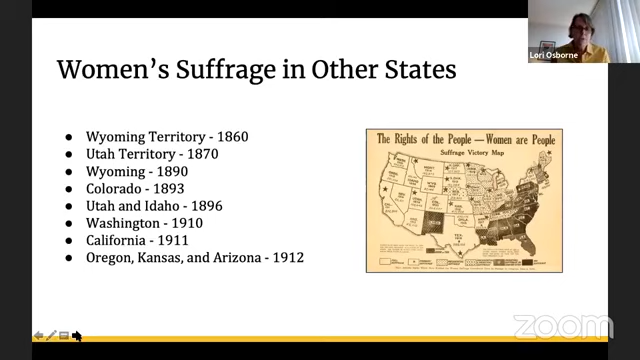 Lori Osborne
Women’s Suffrage in Other States
● Wyoming Territory - 1860
● Utah Territory - 1870
● Wyoming - 1890
● Colorado - 1893
● Utah and Idaho - 1896
● Washington - 1910
● California - 1911
● Oregon, Kansas, and Arizona - 1912
The Rights of the People — Women are People
Suffrage Victory Map
zoom